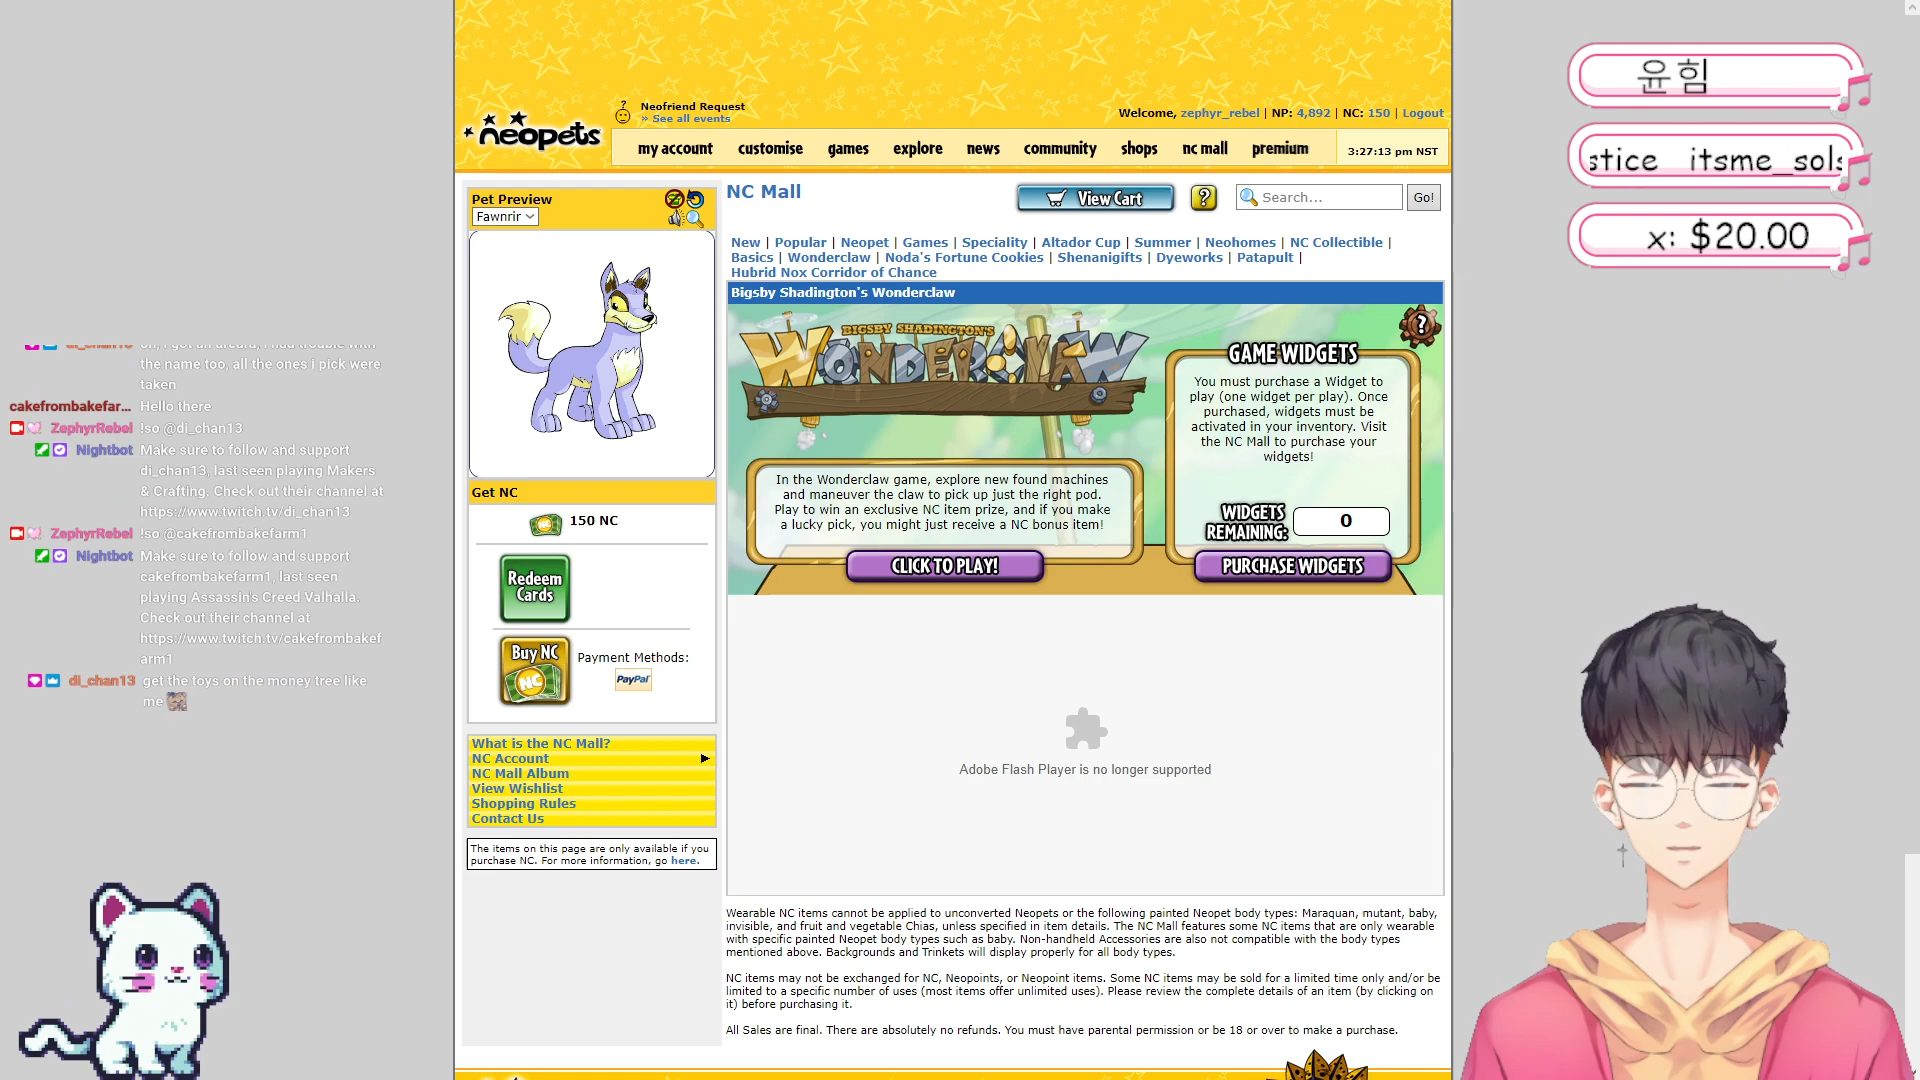 di_chan13
the name too, all the ones i pick were
taken
cakefrombakefar... Hello there
ZephyrRebel !so @di_chan13
Nightbot Make sure to follow and support
di_chan13, last seen playing Makers
& Crafting. Check out their channel at
https://www.twitch.tv/di_chan13
ZephyrRebel !so @cakefrombakefarm1
Nightbot Make sure to follow and support
cakefrombakefarm1, last seen
playing Assassin's Creed Valhalla.
Check out their channel at
https://www.twitch.tv/cakefrombakef
arm1
di_chan13 get the toys on the money tree like
me
neopets
Neofriend Request
» See all events
Welcome, zephyr_rebel | NP: 4,892 | NC: 150 | Logout
my account customise games explore news community shops nc mall premium
3:27:13 pm NST
Pet Preview
Fawnrir
Get NC
150 NC
Redeem
Cards
Buy NC
NC
Payment Methods:
PayPal
What is the NC Mall?
NC Account
NC Mall Album
View Wishlist
Shopping Rules
Contact Us
The items on this page are only available if you
purchase NC. For more information, go here.
NC Mall
View Cart
?
Search...
Go!
New | Popular | Neopet | Games | Speciality | Altador Cup | Summer | Neohomes | NC Collectible |
Basics | Wonderclaw | Noda's Fortune Cookies | Shenanigifts | Dyeworks | Patapult |
Hubrid Nox Corridor of Chance
Bigsby Shadington's Wonderclaw
BIGSBY SHADINGTON'S
WONDERCLAW
?
In the Wonderclaw game, explore new found machines
and maneuver the claw to pick up just the right pod.
Play to win an exclusive NC item prize, and if you make
a lucky pick, you might just receive a NC bonus item!
CLICK TO PLAY!
GAME WIDGETS
You must purchase a Widget to
play (one widget per play). Once
purchased, widgets must be
activated in your inventory. Visit
the NC Mall to purchase your
widgets!
WIDGETS
REMAINING:
0
PURCHASE WIDGETS
Adobe Flash Player is no longer supported
Wearable NC items cannot be applied to unconverted Neopets or the following painted Neopet body types: Maraquan, mutant, baby,
invisible, and fruit and vegetable Chias, unless specified in item details. The NC Mall features some NC items that are only wearable
with specific painted Neopet body types such as baby. Non-handheld Accessories are also not compatible with the body types
mentioned above. Backgrounds and Trinkets will display properly for all body types.
NC items may not be exchanged for NC, Neopoints, or Neopoint items. Some NC items may be sold for a limited time only and/or be
limited to a specific number of uses (most items offer unlimited uses). Please review the complete details of an item (by clicking on
it) before purchasing it.
All Sales are final. There are absolutely no refunds. You must have parental permission or be 18 or over to make a purchase.
윤힘
stice itsme_sols
x: $20.00